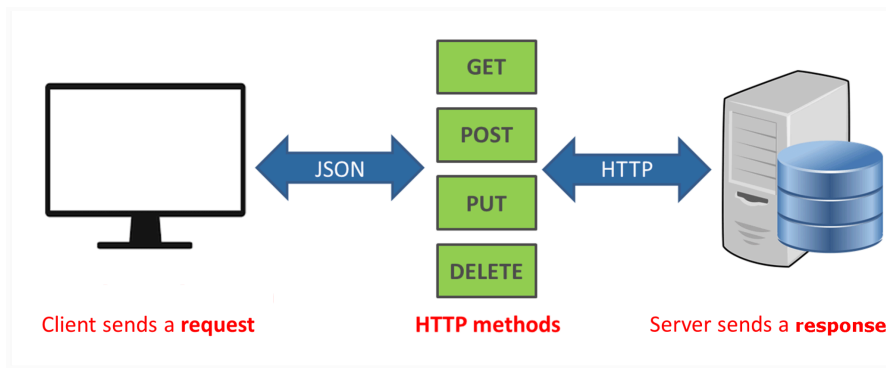 GET
POST
JSON
HTTP
PUT
DELETE
Client sends a request
HTTP methods
Server sends a response